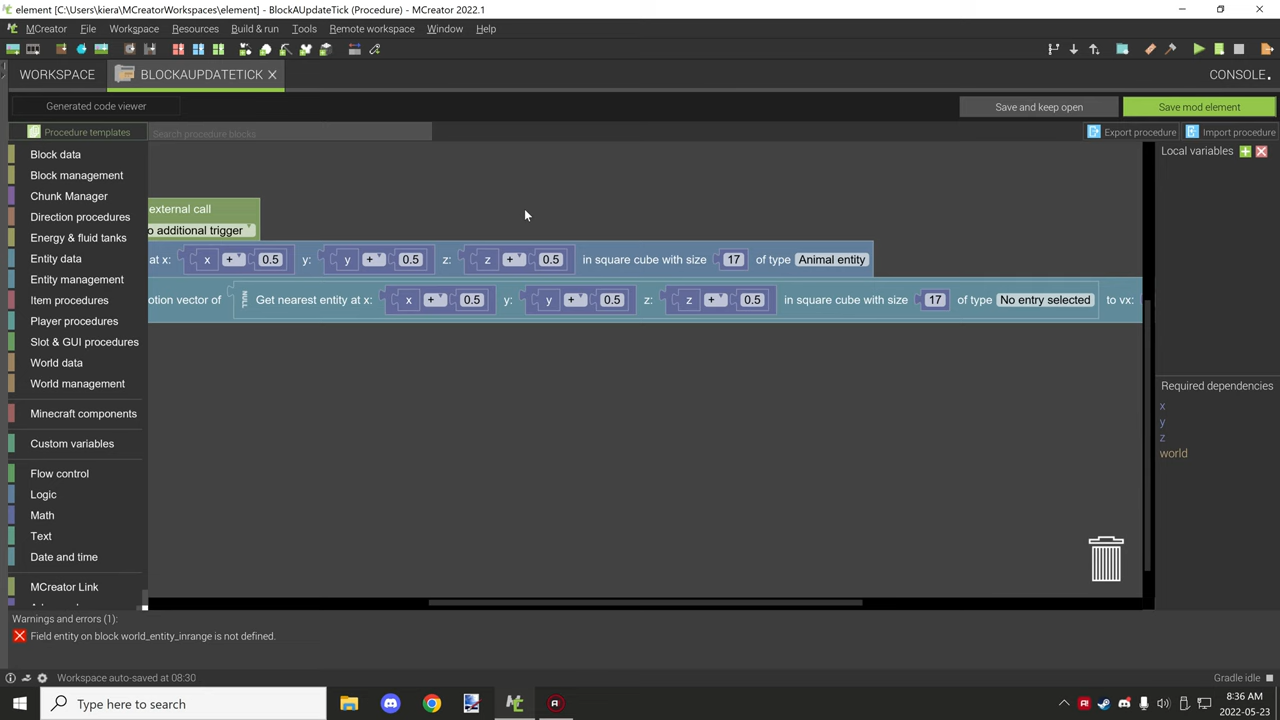 element [C:\Users\kiera\MCreatorWorkspaces\element] - BlockAUpdateTick (Procedure) - MCreator 2022.1
MCreator File Workspace Resources Build & run Tools Remote workspace Window Help
WORKSPACE BLOCKAUPDATETICK CONSOLE
Generated code viewer Save and keep open Save mod element
Procedure templates Search procedure blocks Export procedure Import procedure
Block data
Block management
Chunk Manager
Direction procedures
Energy & fluid tanks
Entity data
Entity management
Item procedures
Player procedures
Slot & GUI procedures
World data
World management
Minecraft components
Custom variables
Flow control
Logic
Math
Text
Date and time
MCreator Link
external call
o additional trigger
at x: x + 0.5 y: y + 0.5 z: z + 0.5 in square cube with size 17 of type Animal entity
otion vector of NULL Get nearest entity at x: x + 0.5 y: y + 0.5 z: z + 0.5 in square cube with size 17 of type No entry selected to vx:
Local variables
Required dependencies
x
y
z
world
Warnings and errors (1):
Field entity on block world_entity_inrange is not defined.
Workspace auto-saved at 08:30 Gradle idle
Type here to search
8:36 AM
2022-05-23